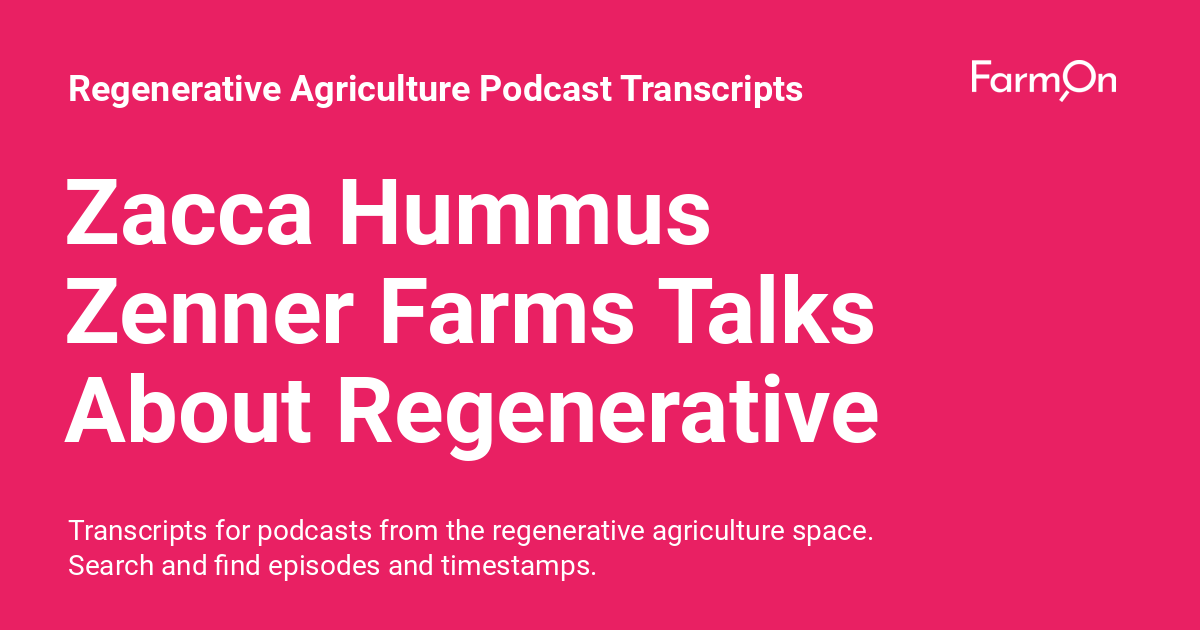 Regenerative Agriculture Podcast Transcripts
FarmOn
Zacca Hummus
Zenner Farms Talks
About Regenerative
Transcripts for podcasts from the regenerative agriculture space.
Search and find episodes and timestamps.